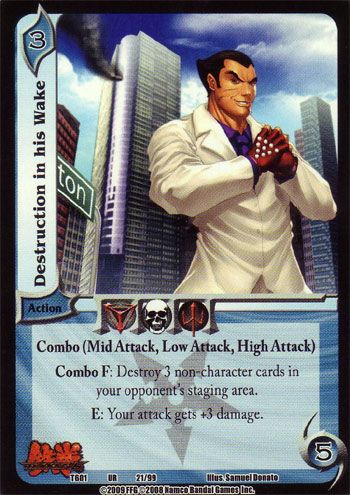 3
Destruction in his Wake
ton
Action
Combo (Mid Attack, Low Attack, High Attack)
Combo F: Destroy 3 non-character cards in
your opponent's staging area.
E: Your attack gets +3 damage.
5
鉄拳
TG01 UR 21/99 Illus. Samuel Donato
©2009 FFG ©2008 Namco Bandai Games Inc.